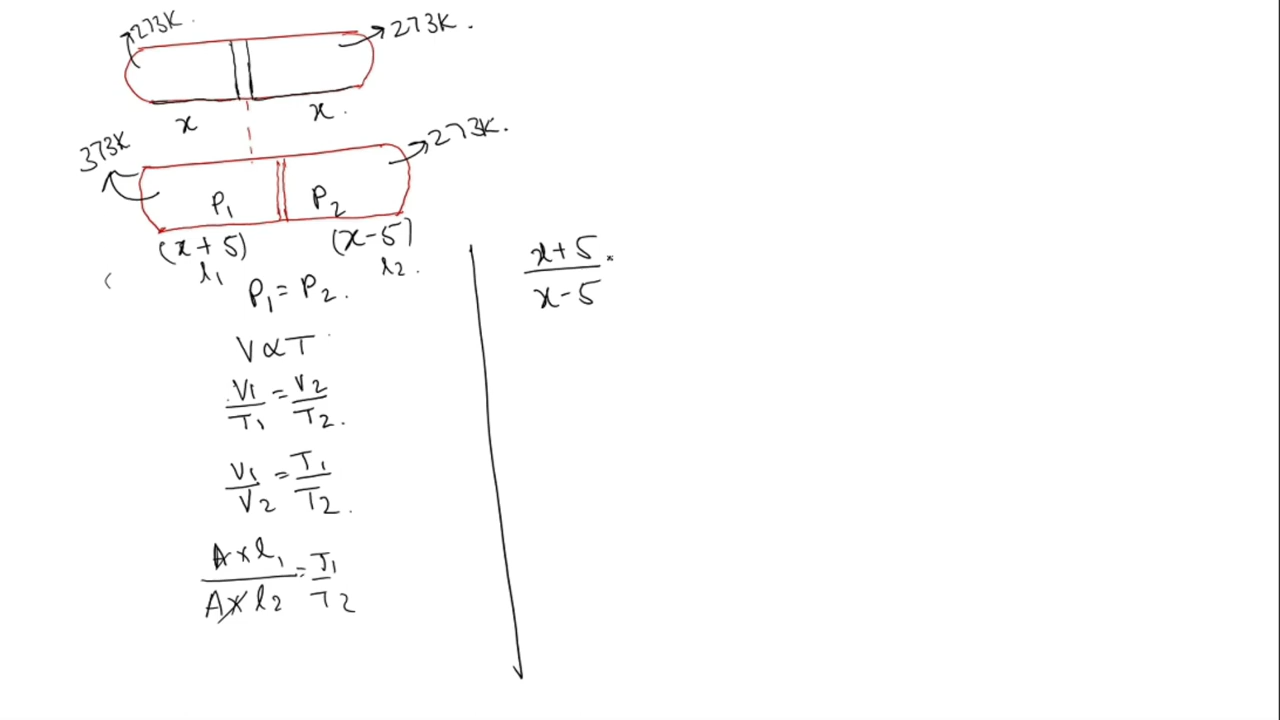 273K. 273K.
x x.
373K 273K.
P₁ P₂
(x+5) (x-5)
l₁ l₂.
P₁ = P₂.
V ∝ T
V₁/T₁ = V₂/T₂.
V₁/V₂ = T₁/T₂.
A×l₁/A×l₂ = T₁/T₂
x+5/x-5